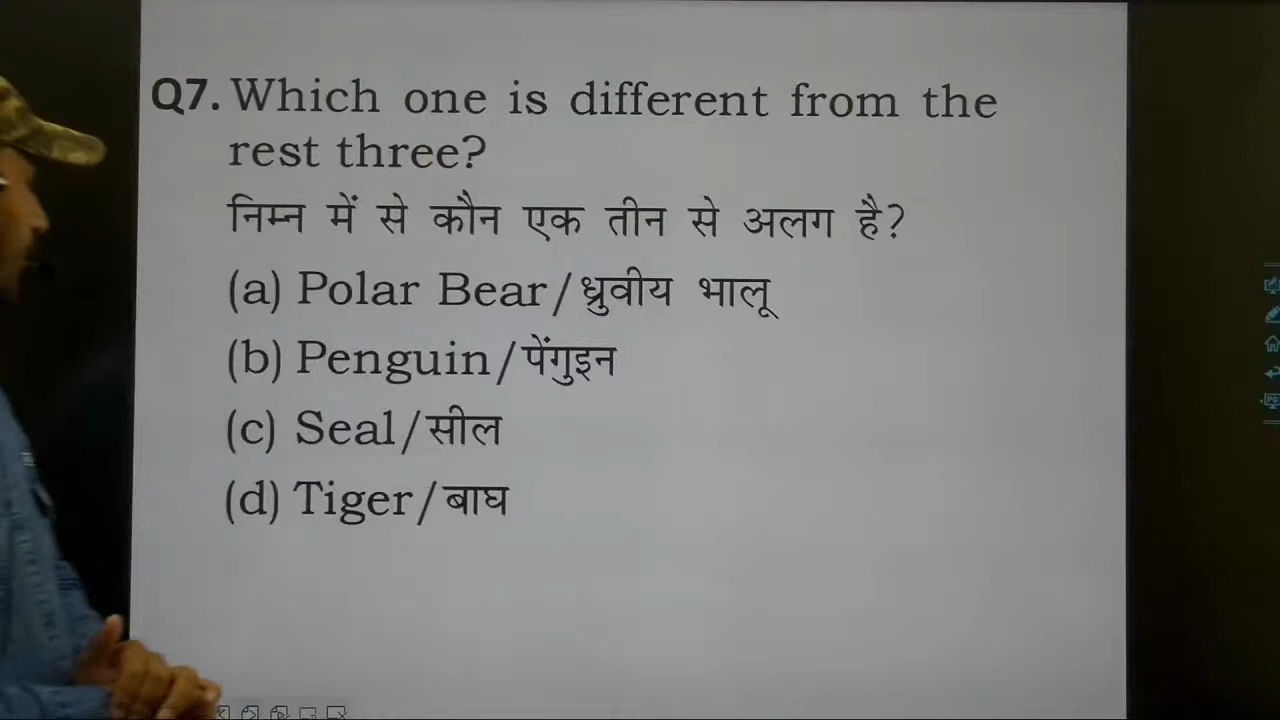 Q7. Which one is different from the
rest three?
निम्न में से कौन एक तीन से अलग है?
(a) Polar Bear/ध्रुवीय भालू
(b) Penguin/पेंगुइन
(c) Seal/सील
(d) Tiger/बाघ